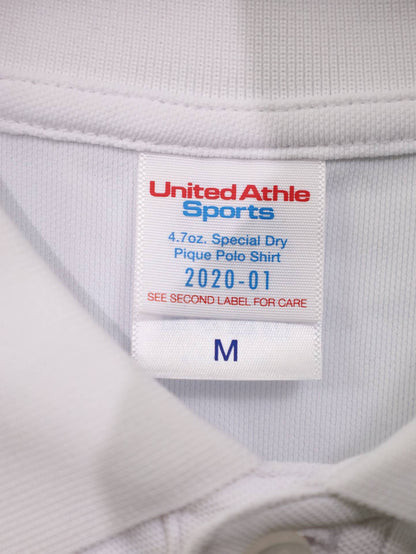 United Athle
Sports
4.7oz. Special Dry
Pique Polo Shirt
2020-01
SEE SECOND LABEL FOR CARE
M